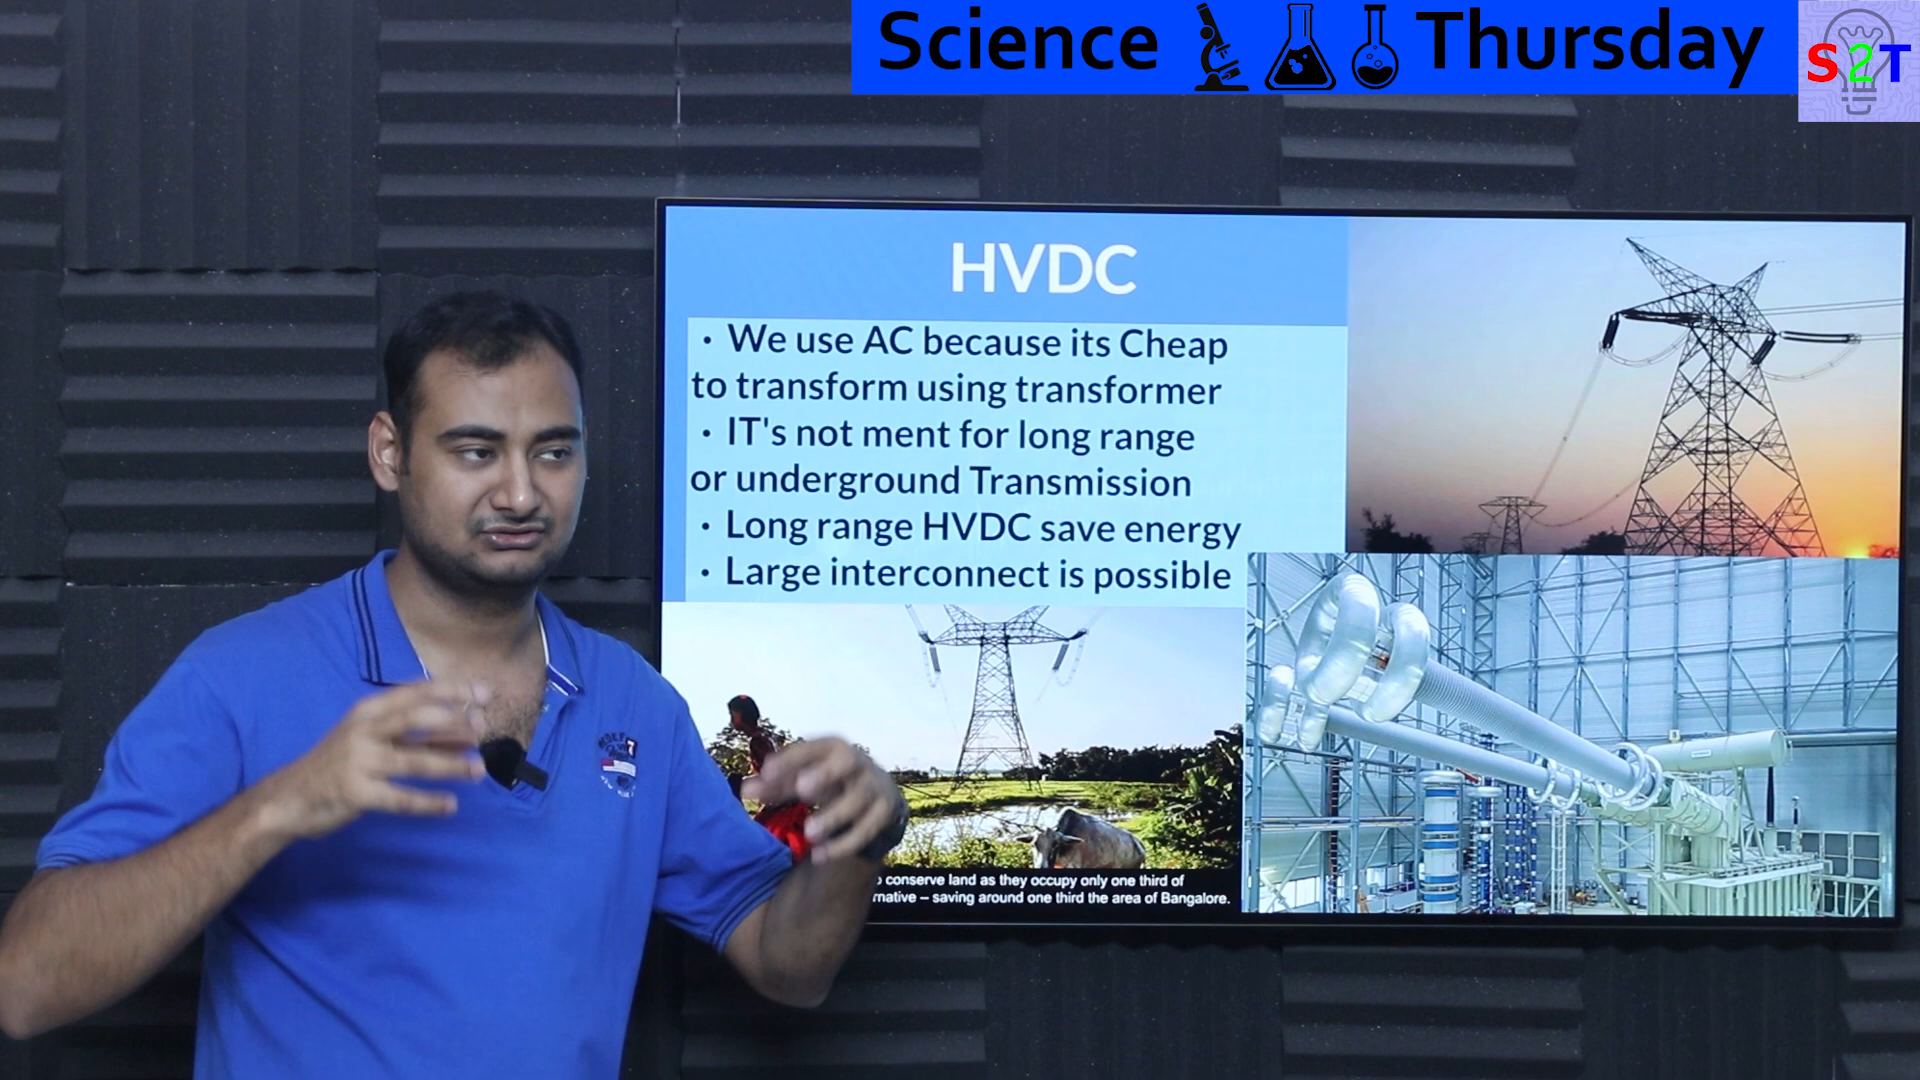 Science Thursday
S2T
HVDC
• We use AC because its Cheap
to transform using transformer
• IT's not ment for long range
or underground Transmission
• Long range HVDC save energy
• Large interconnect is possible
conserve land as they occupy only one third of
saving around one third the area of Bangalore.
7